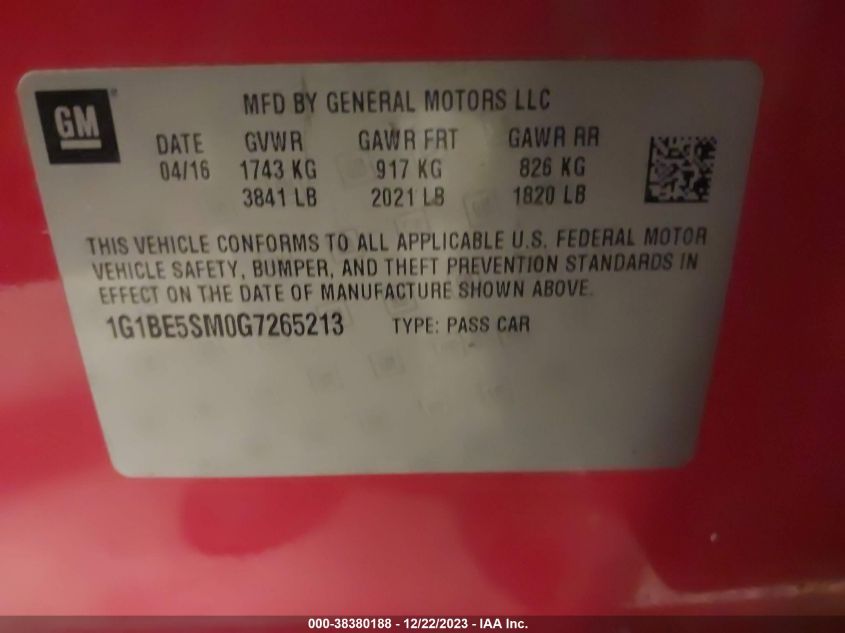 GM
MFD BY GENERAL MOTORS LLC
DATE GVWR GAWR FRT GAWR RR
04/16 1743 KG 917 KG 826 KG
3841 LB 2021 LB 1820 LB
THIS VEHICLE CONFORMS TO ALL APPLICABLE U.S. FEDERAL MOTOR
VEHICLE SAFETY, BUMPER, AND THEFT PREVENTION STANDARDS IN
EFFECT ON THE DATE OF MANUFACTURE SHOWN ABOVE.
1G1BE5SM0G7265213 TYPE: PASS CAR
000-38380188 - 12/22/2023 - IAA Inc.